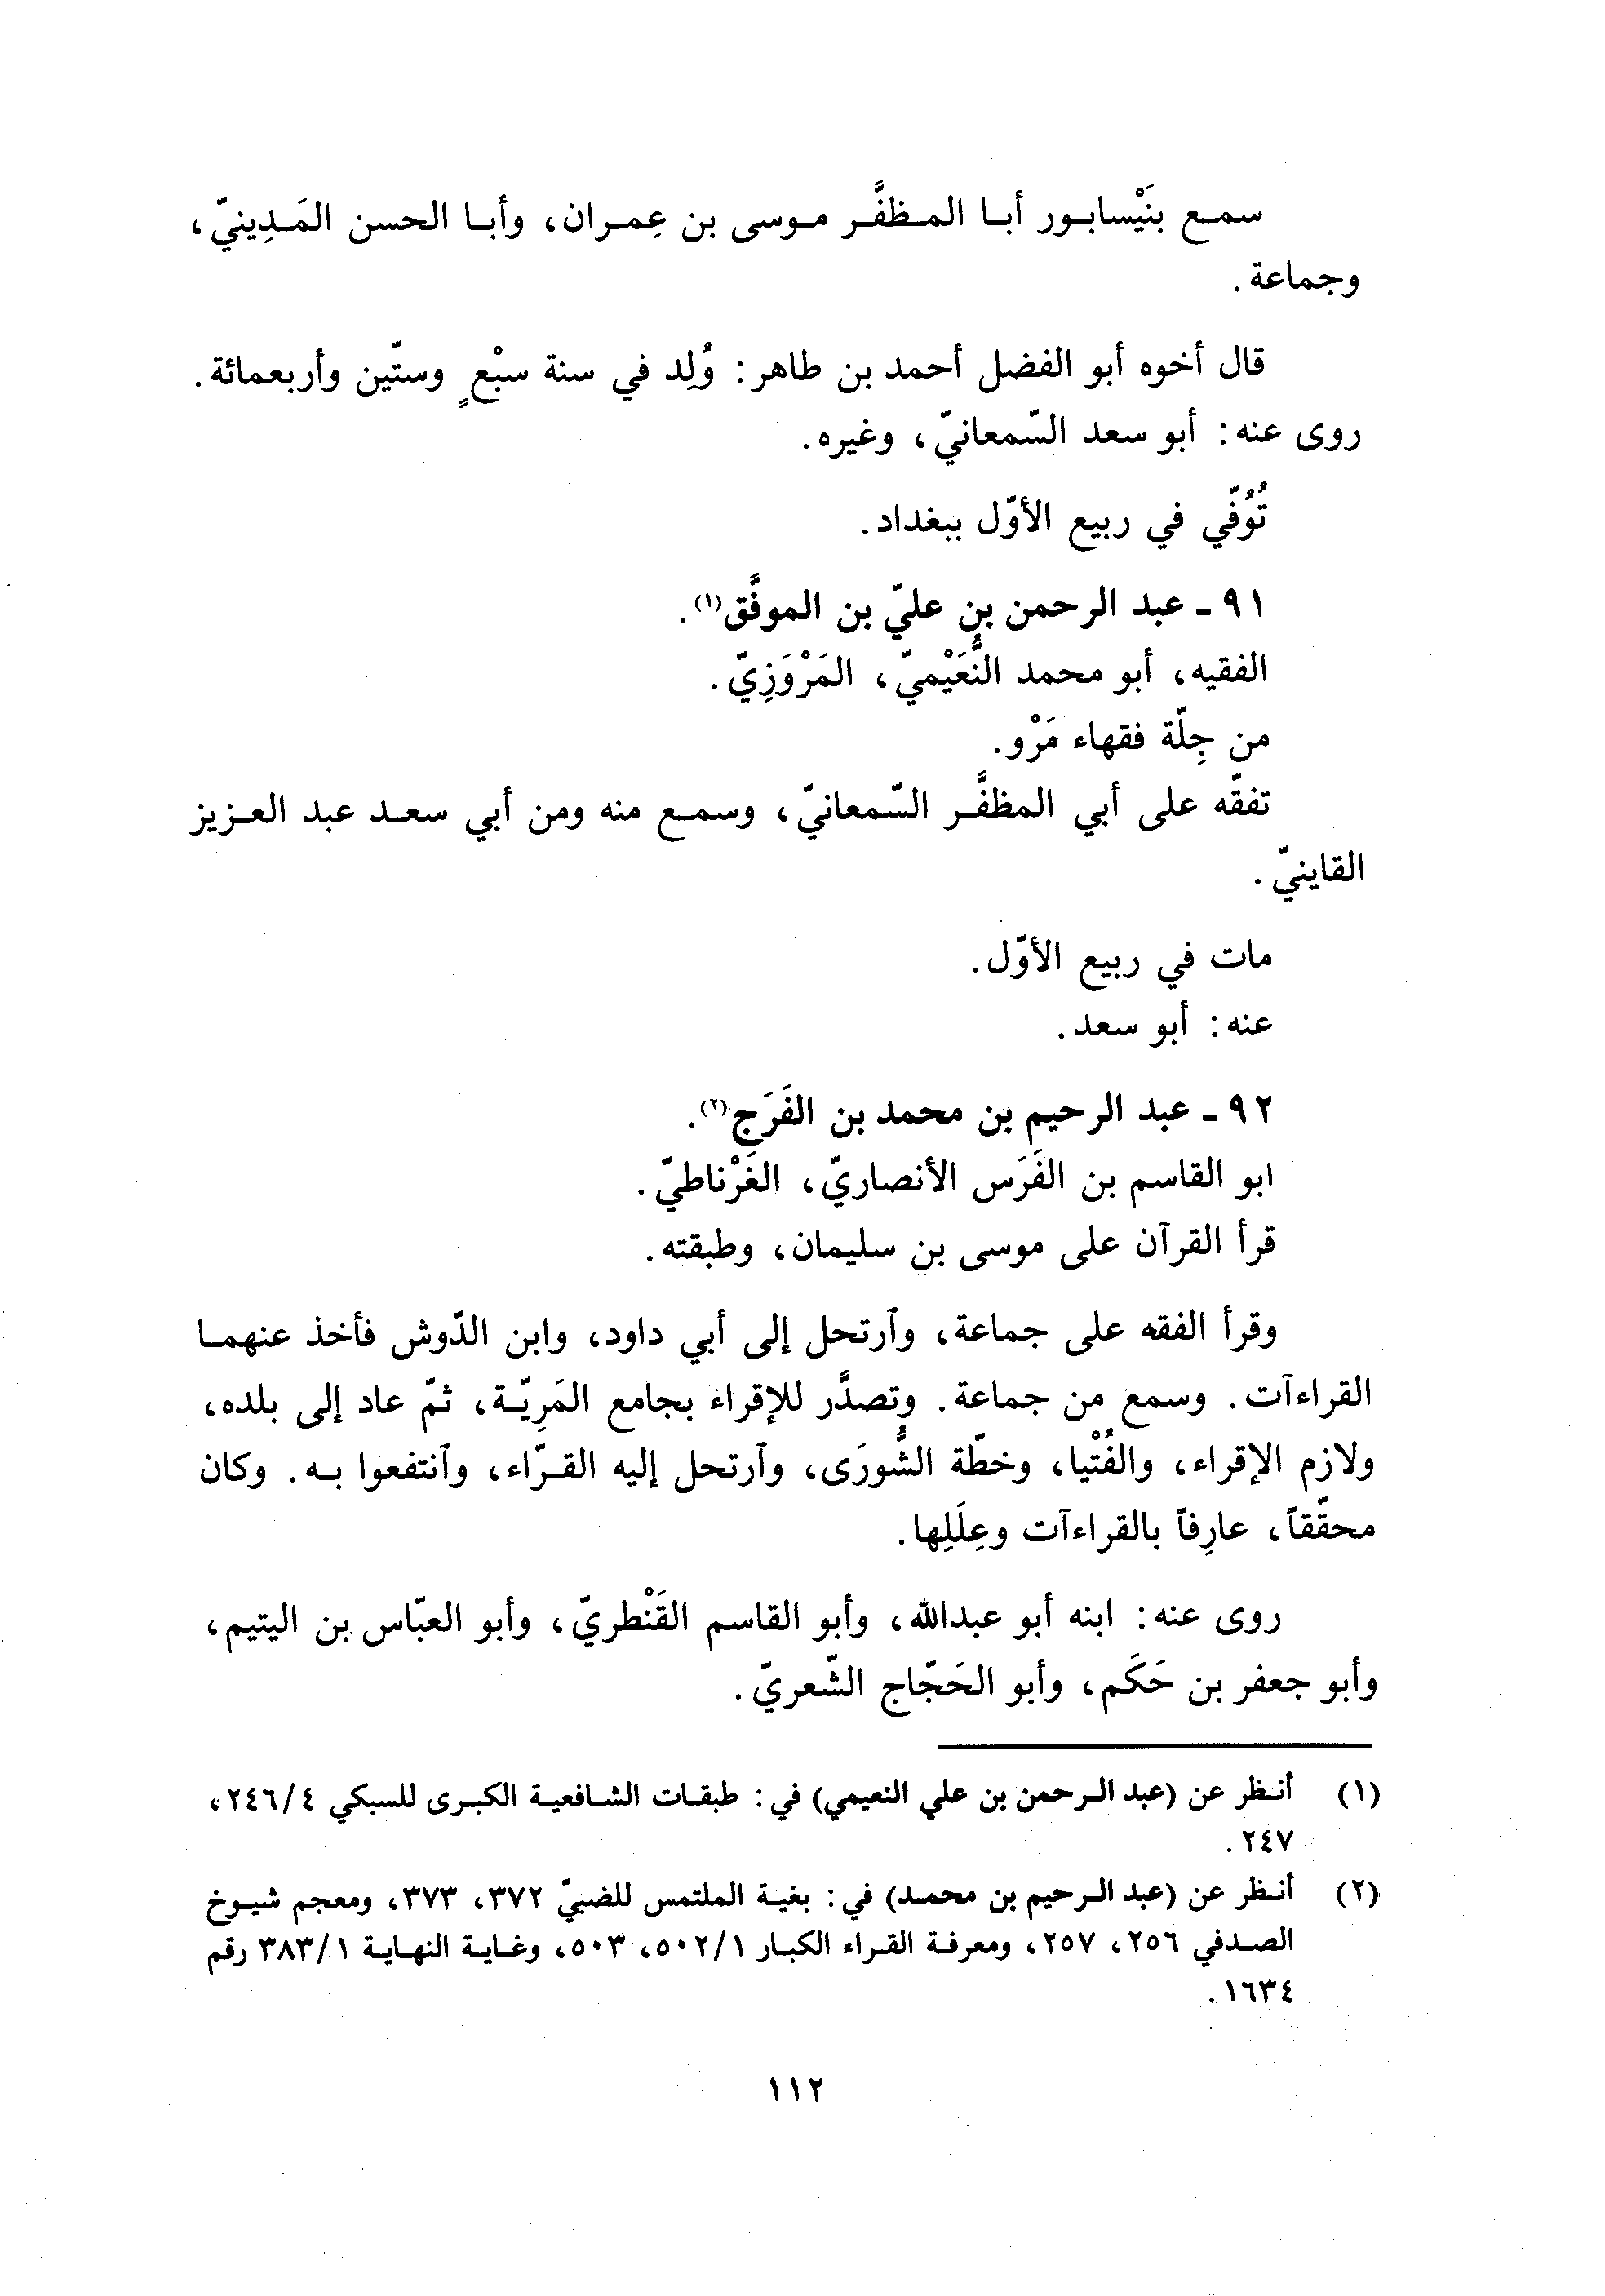 سمع بنَيْسابور أبا المظفَّر موسى بن عِمران، وأبا الحسن المَدِينيّ،
وجماعة.
قال أخوه أبو الفضل أحمد بن طاهر: وُلِد في سنة سبْعٍ وستّين وأربعمائة.
روى عنه: أبو سعد السّمعانيّ، وغيره.
تُوُفّي في ربيع الأوّل ببغداد.
٩١ - عبد الرحمن بن عليّ بن الموفَّق(١).
الفقيه، أبو محمد النُّعَيْميّ، المَرْوَزِيّ.
من جِلّة فقهاء مَرْو.
تفقّه على أبي المظفَّر السّمعانيّ، وسمع منه ومن أبي سعد عبد العزيز
القاينيّ.
مات في ربيع الأوّل.
عنه: أبو سعد.
٩٢ - عبد الرحيم بن محمد بن الفَرَج(٢).
ابو القاسم بن الفَرَس الأنصاريّ، الغَرْناطيّ.
قرأ القرآن على موسى بن سليمان، وطبقته.
وقرأ الفقه على جماعة، وآرتحل إلى أبي داود، وابن الدّوش فأخذ عنهما
القراءآت. وسمع من جماعة. وتصدَّر للإقراء بجامع المَرِيّة، ثمّ عاد إلى بلده،
ولازم الإقراء، والفُتْيا، وخطّة الشُّورَى، وآرتحل إليه القرّاء، وآنتفعوا به. وكان
محقّقاً، عارِفاً بالقراءآت وعِلَلِها.
روى عنه: ابنه أبو عبدالله، وأبو القاسم القَنْطريّ، وأبو العبّاس بن اليتيم،
وأبو جعفر بن حَكَم، وأبو الحَجّاج الشّعريّ.
(١) أنظر عن (عبد الرحمن بن علي النعيمي) في: طبقات الشافعية الكبرى للسبكي ٢٤٦/٤،
٢٤٧.
(٢) أنظر عن (عبد الرحيم بن محمد) في: بغية الملتمس للضبيّ ٣٧٢، ٣٧٣، ومعجم شيوخ
الصدفي ٢٥٦، ٢٥٧، ومعرفة القراء الكبار ٥٠٢/١، ٥٠٣، وغاية النهاية ٣٨٣/١ رقم
١٦٣٤.
١١٢